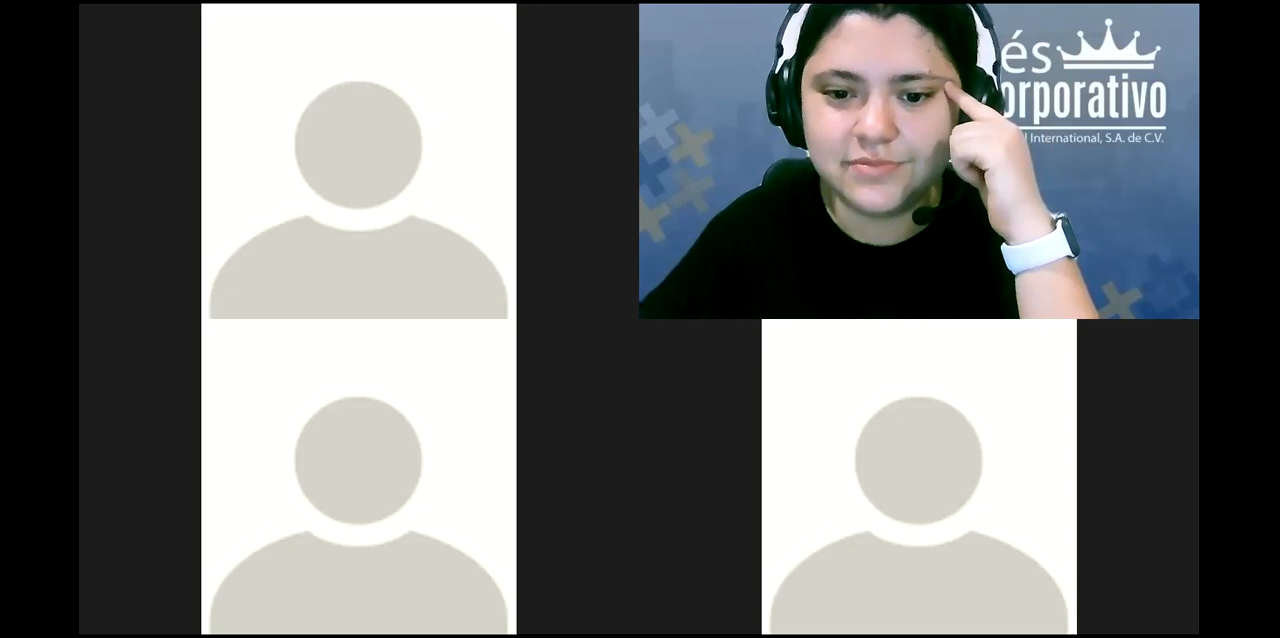 és
orporativo
l International, S.A. de C.V.